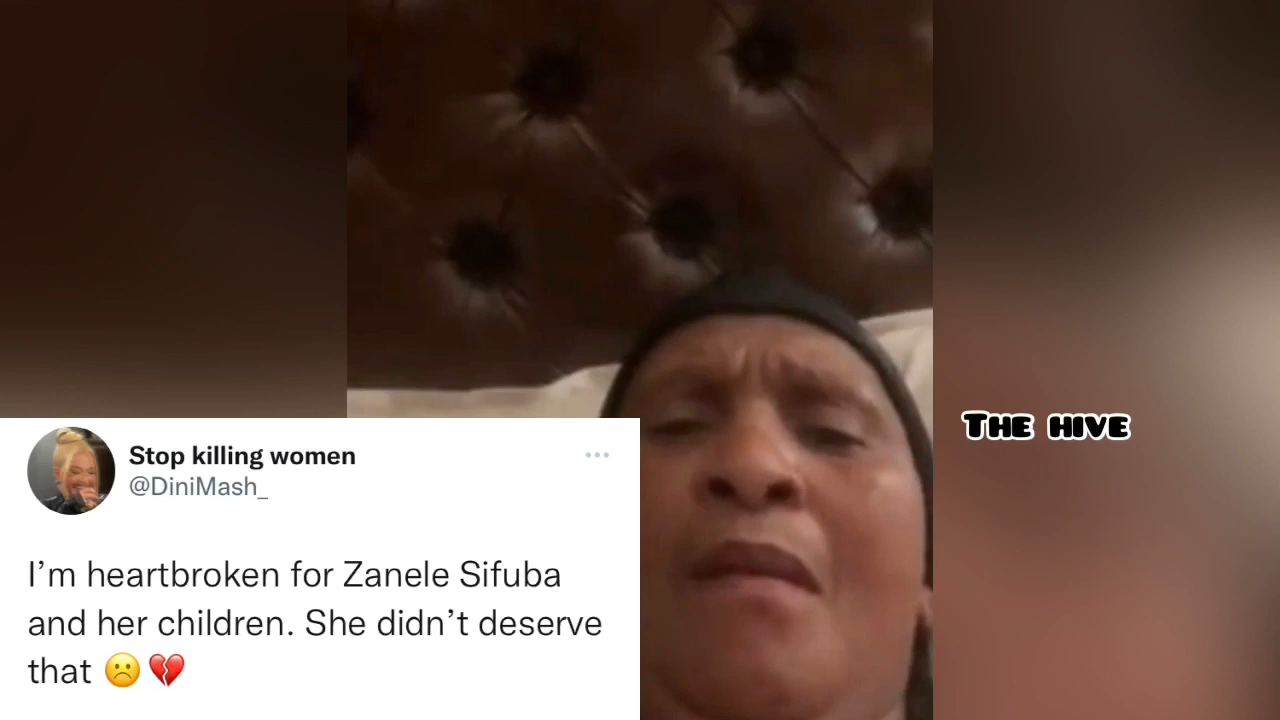 Stop killing women
@DiniMash_
I’m heartbroken for Zanele Sifuba
and her children. She didn’t deserve
that ☹️💔
THE HIVE